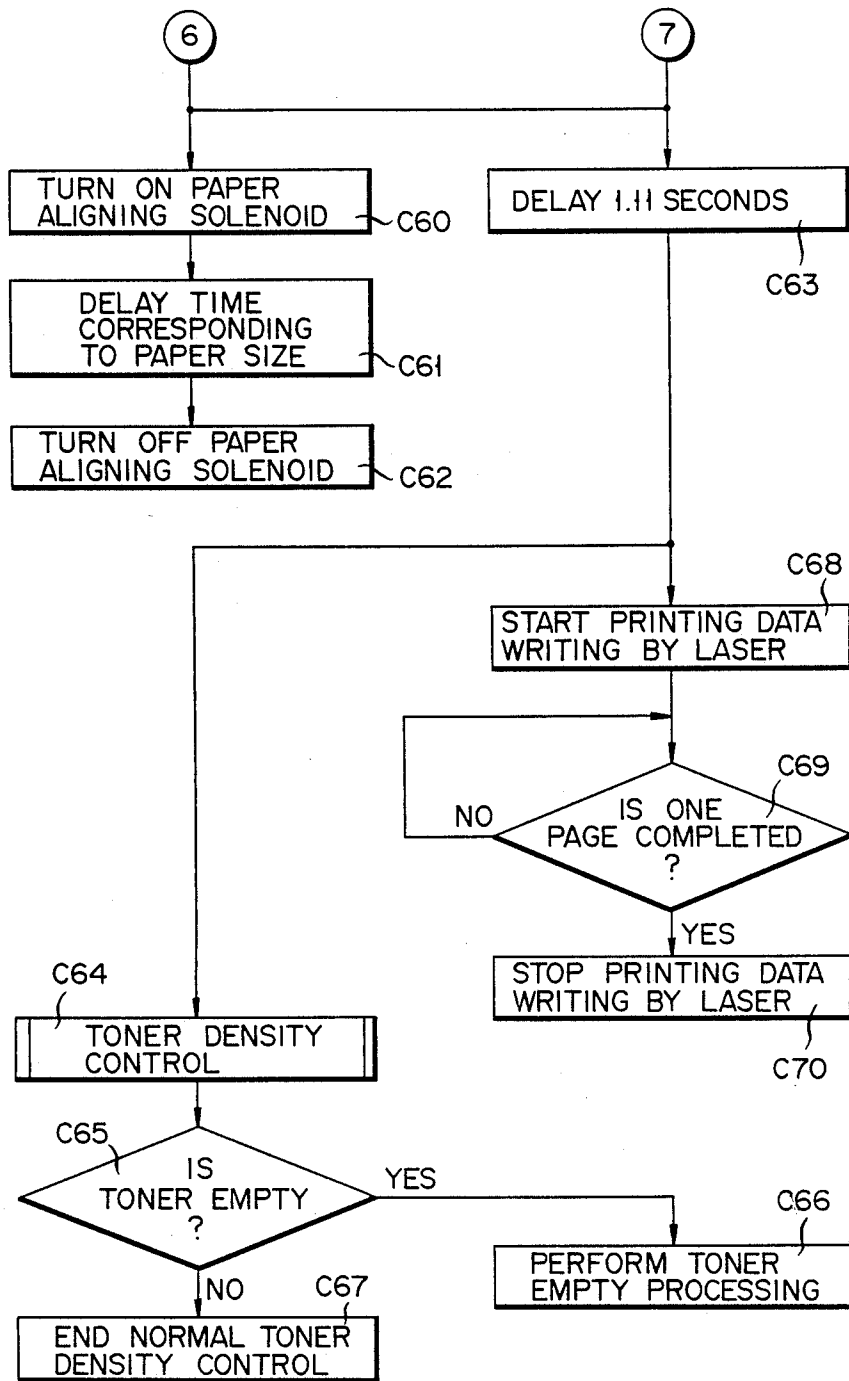 6
7
TURN ON PAPER
ALIGNING SOLENOID
C60
DELAY 1.11 SECONDS
C63
DELAY TIME
CORRESPONDING
TO PAPER SIZE
C61
TURN OFF PAPER
ALIGNING SOLENOID
C62
C68
START PRINTING DATA
WRITING BY LASER
C69
NO
IS ONE
PAGE COMPLETED
?
YES
STOP PRINTING DATA
WRITING BY LASER
C70
C64
TONER DENSITY
CONTROL
C65
IS
TONER EMPTY
?
YES
C66
PERFORM TONER
EMPTY PROCESSING
NO
C67
END NORMAL TONER
DENSITY CONTROL